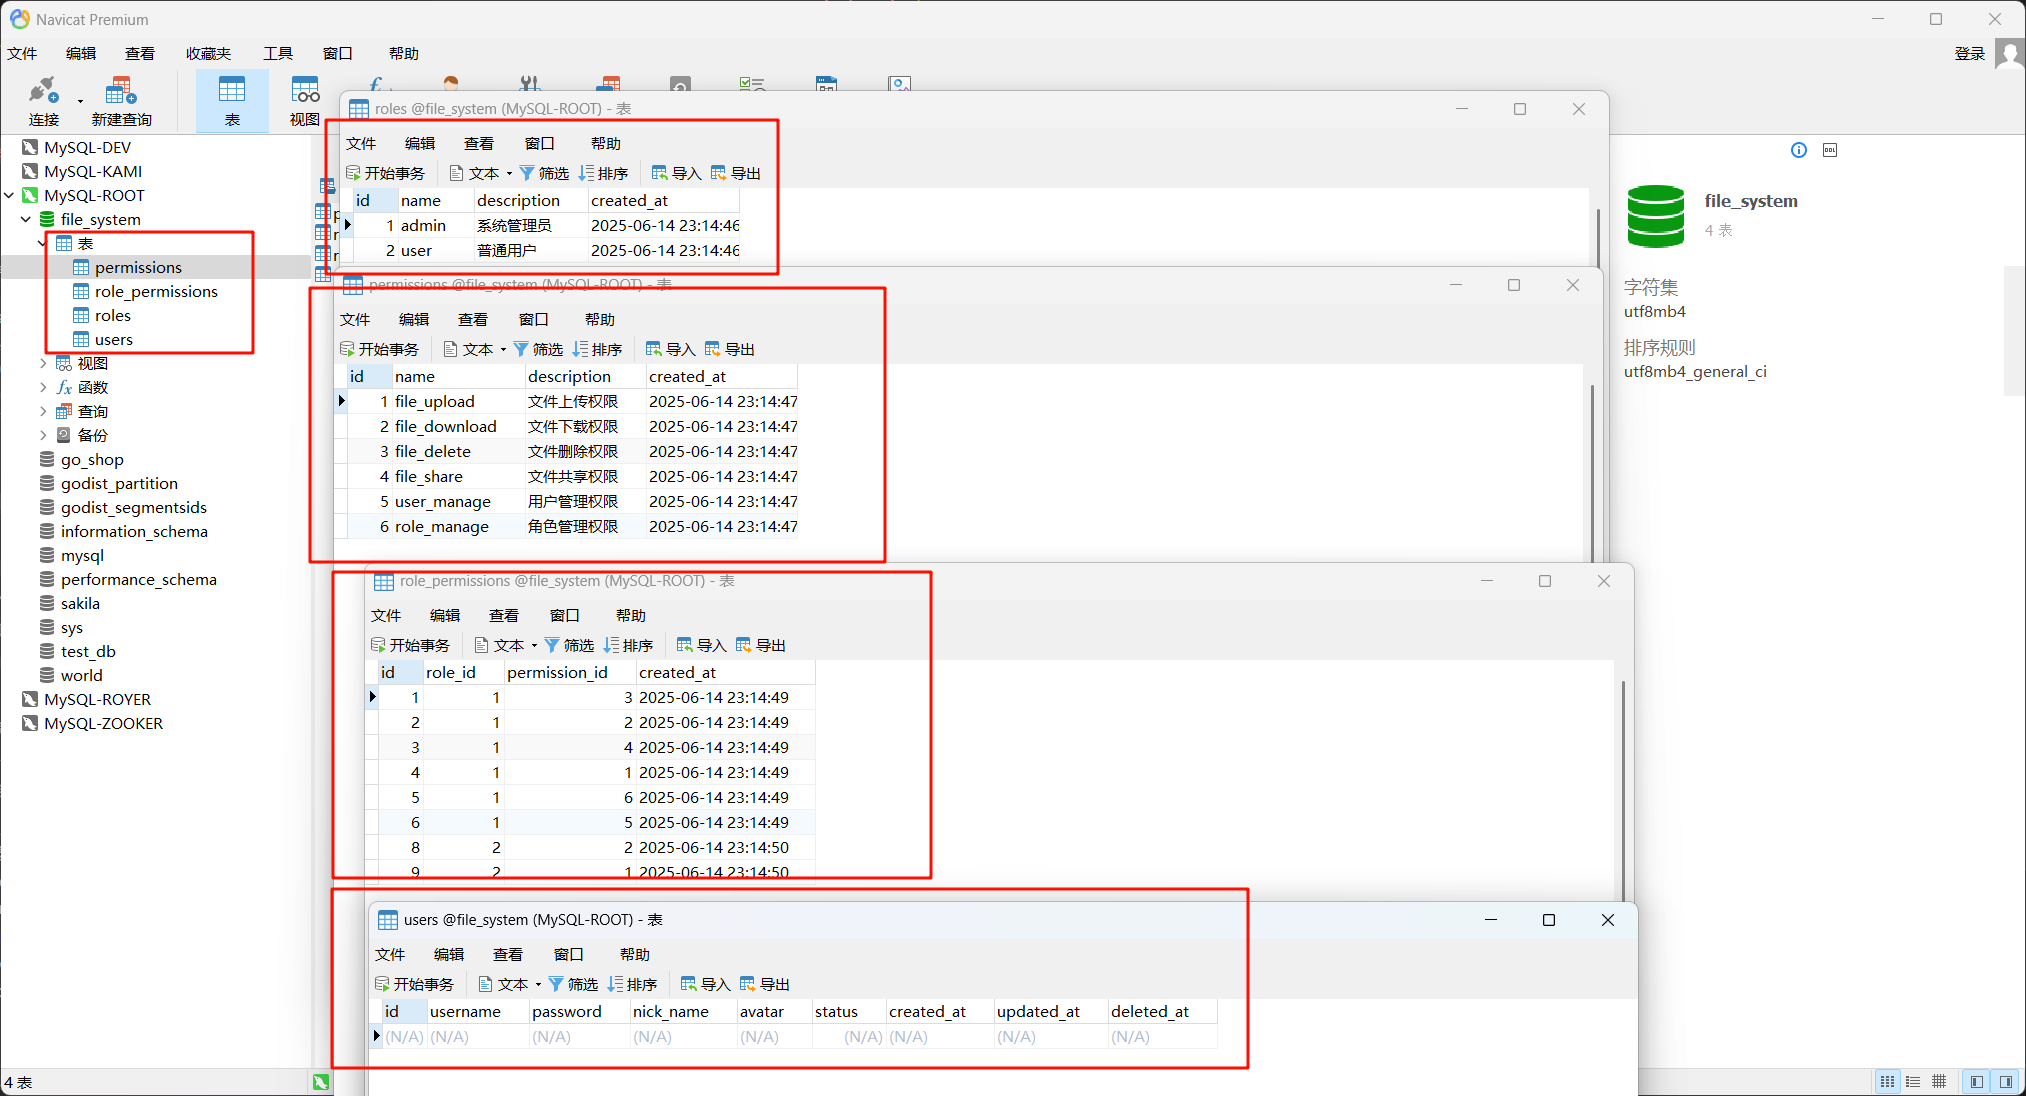 Navicat Premium
文件 编辑 查看 收藏夹 工具 窗口 帮助
登录
连接 新建查询 表 视图
MySQL-DEV
MySQL-KAMI
MySQL-ROOT
file_system
表
permissions
role_permissions
roles
users
视图
函数
查询
备份
go_shop
godist_partition
godist_segmentsids
information_schema
mysql
performance_schema
sakila
sys
test_db
world
MySQL-ROYER
MySQL-ZOOKER
4 表
roles @file_system (MySQL-ROOT) - 表
文件 编辑 查看 窗口 帮助
开始事务 文本 筛选 排序 导入 导出
id name description created_at
1 admin 系统管理员 2025-06-14 23:14:46
2 user 普通用户 2025-06-14 23:14:46
permissions @file_system (MySQL-ROOT) - 表
文件 编辑 查看 窗口 帮助
开始事务 文本 筛选 排序 导入 导出
id name description created_at
1 file_upload 文件上传权限 2025-06-14 23:14:47
2 file_download 文件下载权限 2025-06-14 23:14:47
3 file_delete 文件删除权限 2025-06-14 23:14:47
4 file_share 文件共享权限 2025-06-14 23:14:47
5 user_manage 用户管理权限 2025-06-14 23:14:47
6 role_manage 角色管理权限 2025-06-14 23:14:47
role_permissions @file_system (MySQL-ROOT) - 表
文件 编辑 查看 窗口 帮助
开始事务 文本 筛选 排序 导入 导出
id role_id permission_id created_at
1 1 3 2025-06-14 23:14:49
2 1 2 2025-06-14 23:14:49
3 1 4 2025-06-14 23:14:49
4 1 1 2025-06-14 23:14:49
5 1 6 2025-06-14 23:14:49
6 1 5 2025-06-14 23:14:49
8 2 2 2025-06-14 23:14:50
9 2 1 2025-06-14 23:14:50
users @file_system (MySQL-ROOT) - 表
文件 编辑 查看 窗口 帮助
开始事务 文本 筛选 排序 导入 导出
id username password nick_name avatar status created_at updated_at deleted_at
(N/A) (N/A) (N/A) (N/A) (N/A) (N/A) (N/A) (N/A) (N/A)
file_system
4 表
字符集
utf8mb4
排序规则
utf8mb4_general_ci